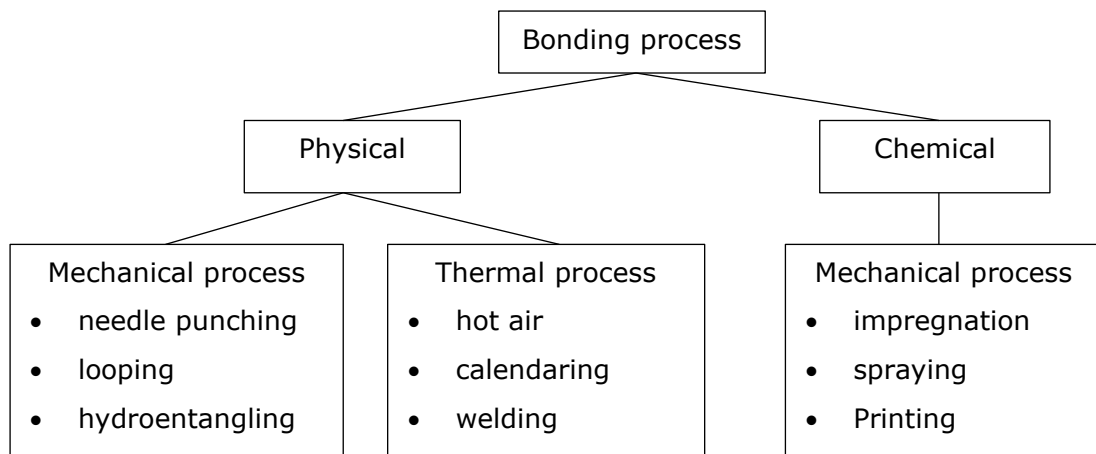 Bonding process
Physical
Chemical
Mechanical process
• needle punching
• looping
• hydroentangling
Thermal process
• hot air
• calendaring
• welding
Mechanical process
• impregnation
• spraying
• Printing